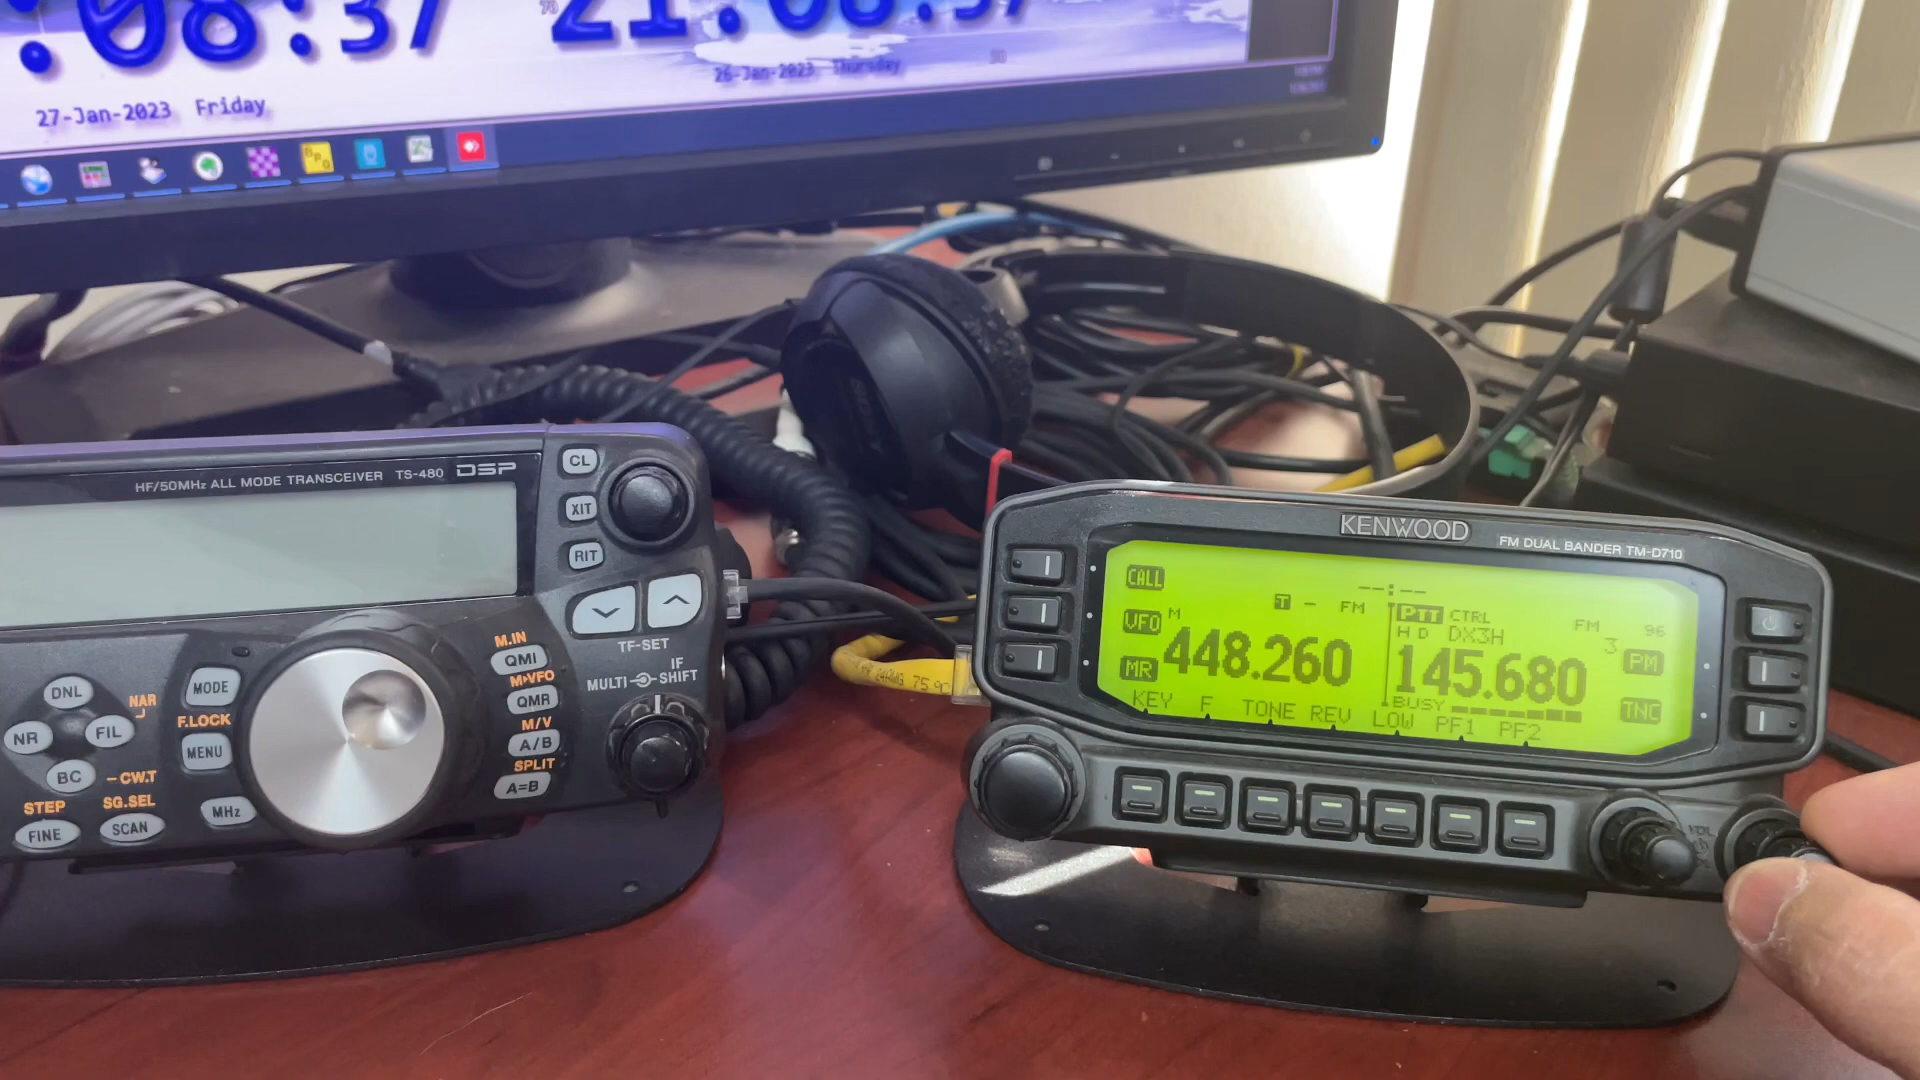 :08:37
21:08:37
27-Jan-2023 Friday
26-Jan-2023 Thursday
BPQ
HF/50MHz ALL MODE TRANSCEIVER TS-480 DSP
CL
XIT
RIT
TF-SET
IF
MULTI SHIFT
M.IN
QMI
M▶VFO
QMR
M/V
A/B
SPLIT
A=B
MODE
F.LOCK
MENU
MHz
DNL
NAR
NR
FIL
BC
-CW.T
STEP
SG.SEL
FINE
SCAN
75°C
KENWOOD
FM DUAL BANDER TM-D710
CALL
VFO
MR
--:--
T - FM
PTT CTRL
M
HD DX3H
FM
3
96
448.260
145.680
PM
TNC
BUSY
KEY F TONE REV LOW PF1 PF2
VOL